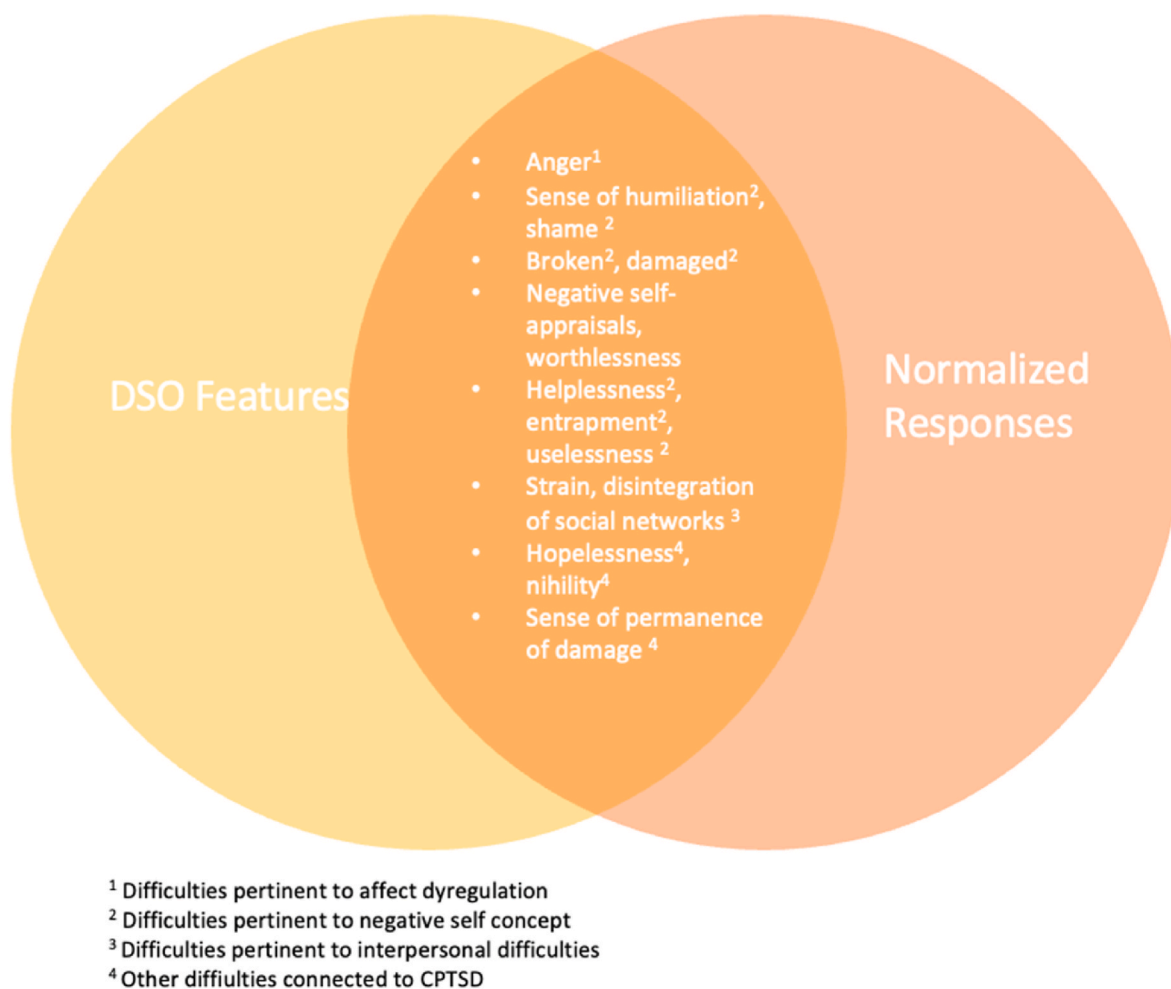 DSO Features
• Anger¹
• Sense of humiliation²,
shame ²
• Broken², damaged²
• Negative self-
appraisals,
worthlessness
• Helplessness²,
entrapment²,
uselessness ²
• Strain, disintegration
of social networks ³
• Hopelessness⁴,
nihility⁴
• Sense of permanence
of damage ⁴
Normalized
Responses
¹ Difficulties pertinent to affect dyregulation
² Difficulties pertinent to negative self concept
³ Difficulties pertinent to interpersonal difficulties
⁴ Other diffiulties connected to CPTSD